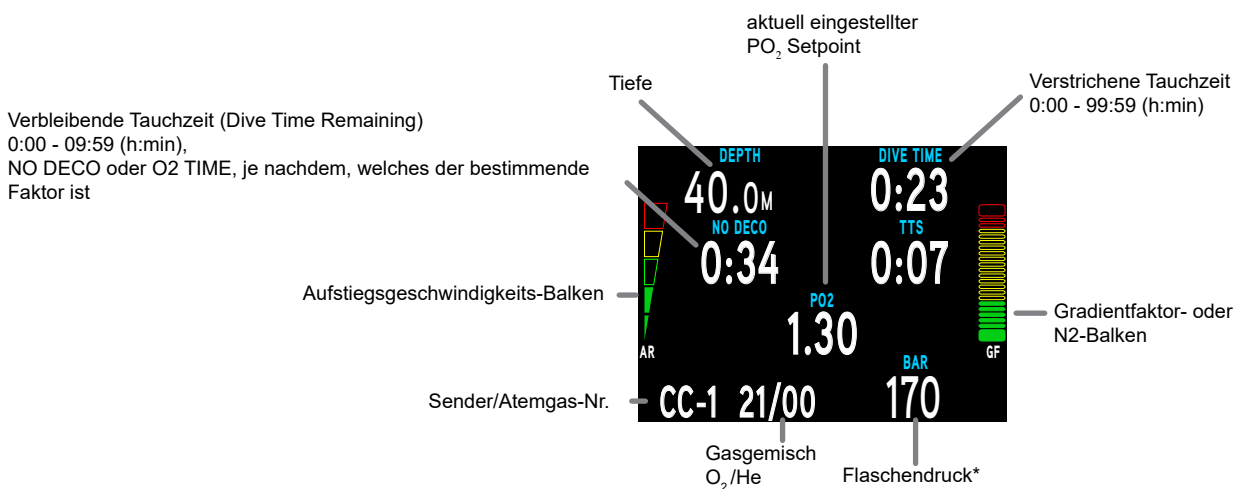 aktuell eingestellter
PO₂ Setpoint
Tiefe
Verstrichene Tauchzeit
0:00 - 99:59 (h:min)
Verbleibende Tauchzeit (Dive Time Remaining)
0:00 - 09:59 (h:min),
NO DECO oder O2 TIME, je nachdem, welches der bestimmende
Faktor ist
DEPTH
DIVE TIME
40.0M
0:23
NO DECO
TTS
0:34
0:07
Aufstiegsgeschwindigkeits-Balken
PO2
1.30
Gradientfaktor- oder
N2-Balken
AR
GF
BAR
Sender/Atemgas-Nr.
CC-1 21/00
170
Gasgemisch
O₂/He
Flaschendruck*